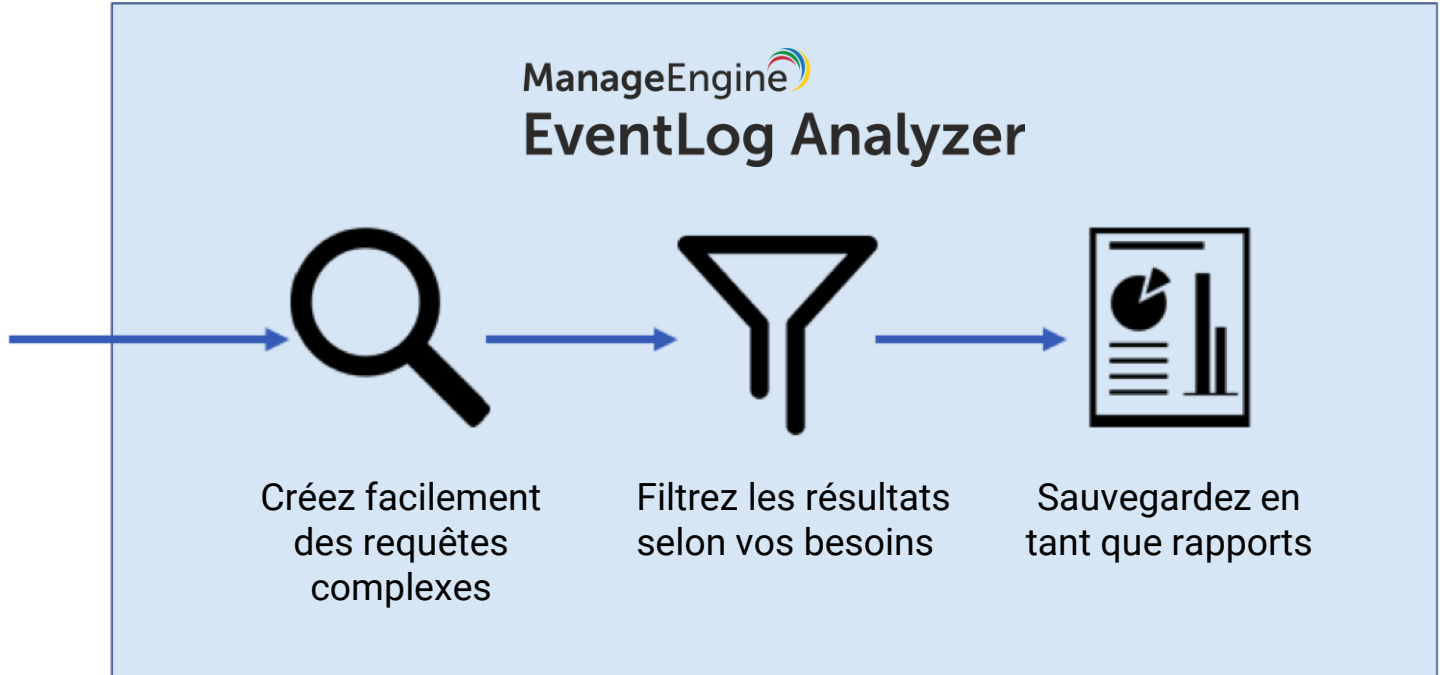 ManageEngine
EventLog Analyzer
Créez facilement
des requêtes
complexes
Filtrez les résultats
selon vos besoins
Sauvegardez en
tant que rapports